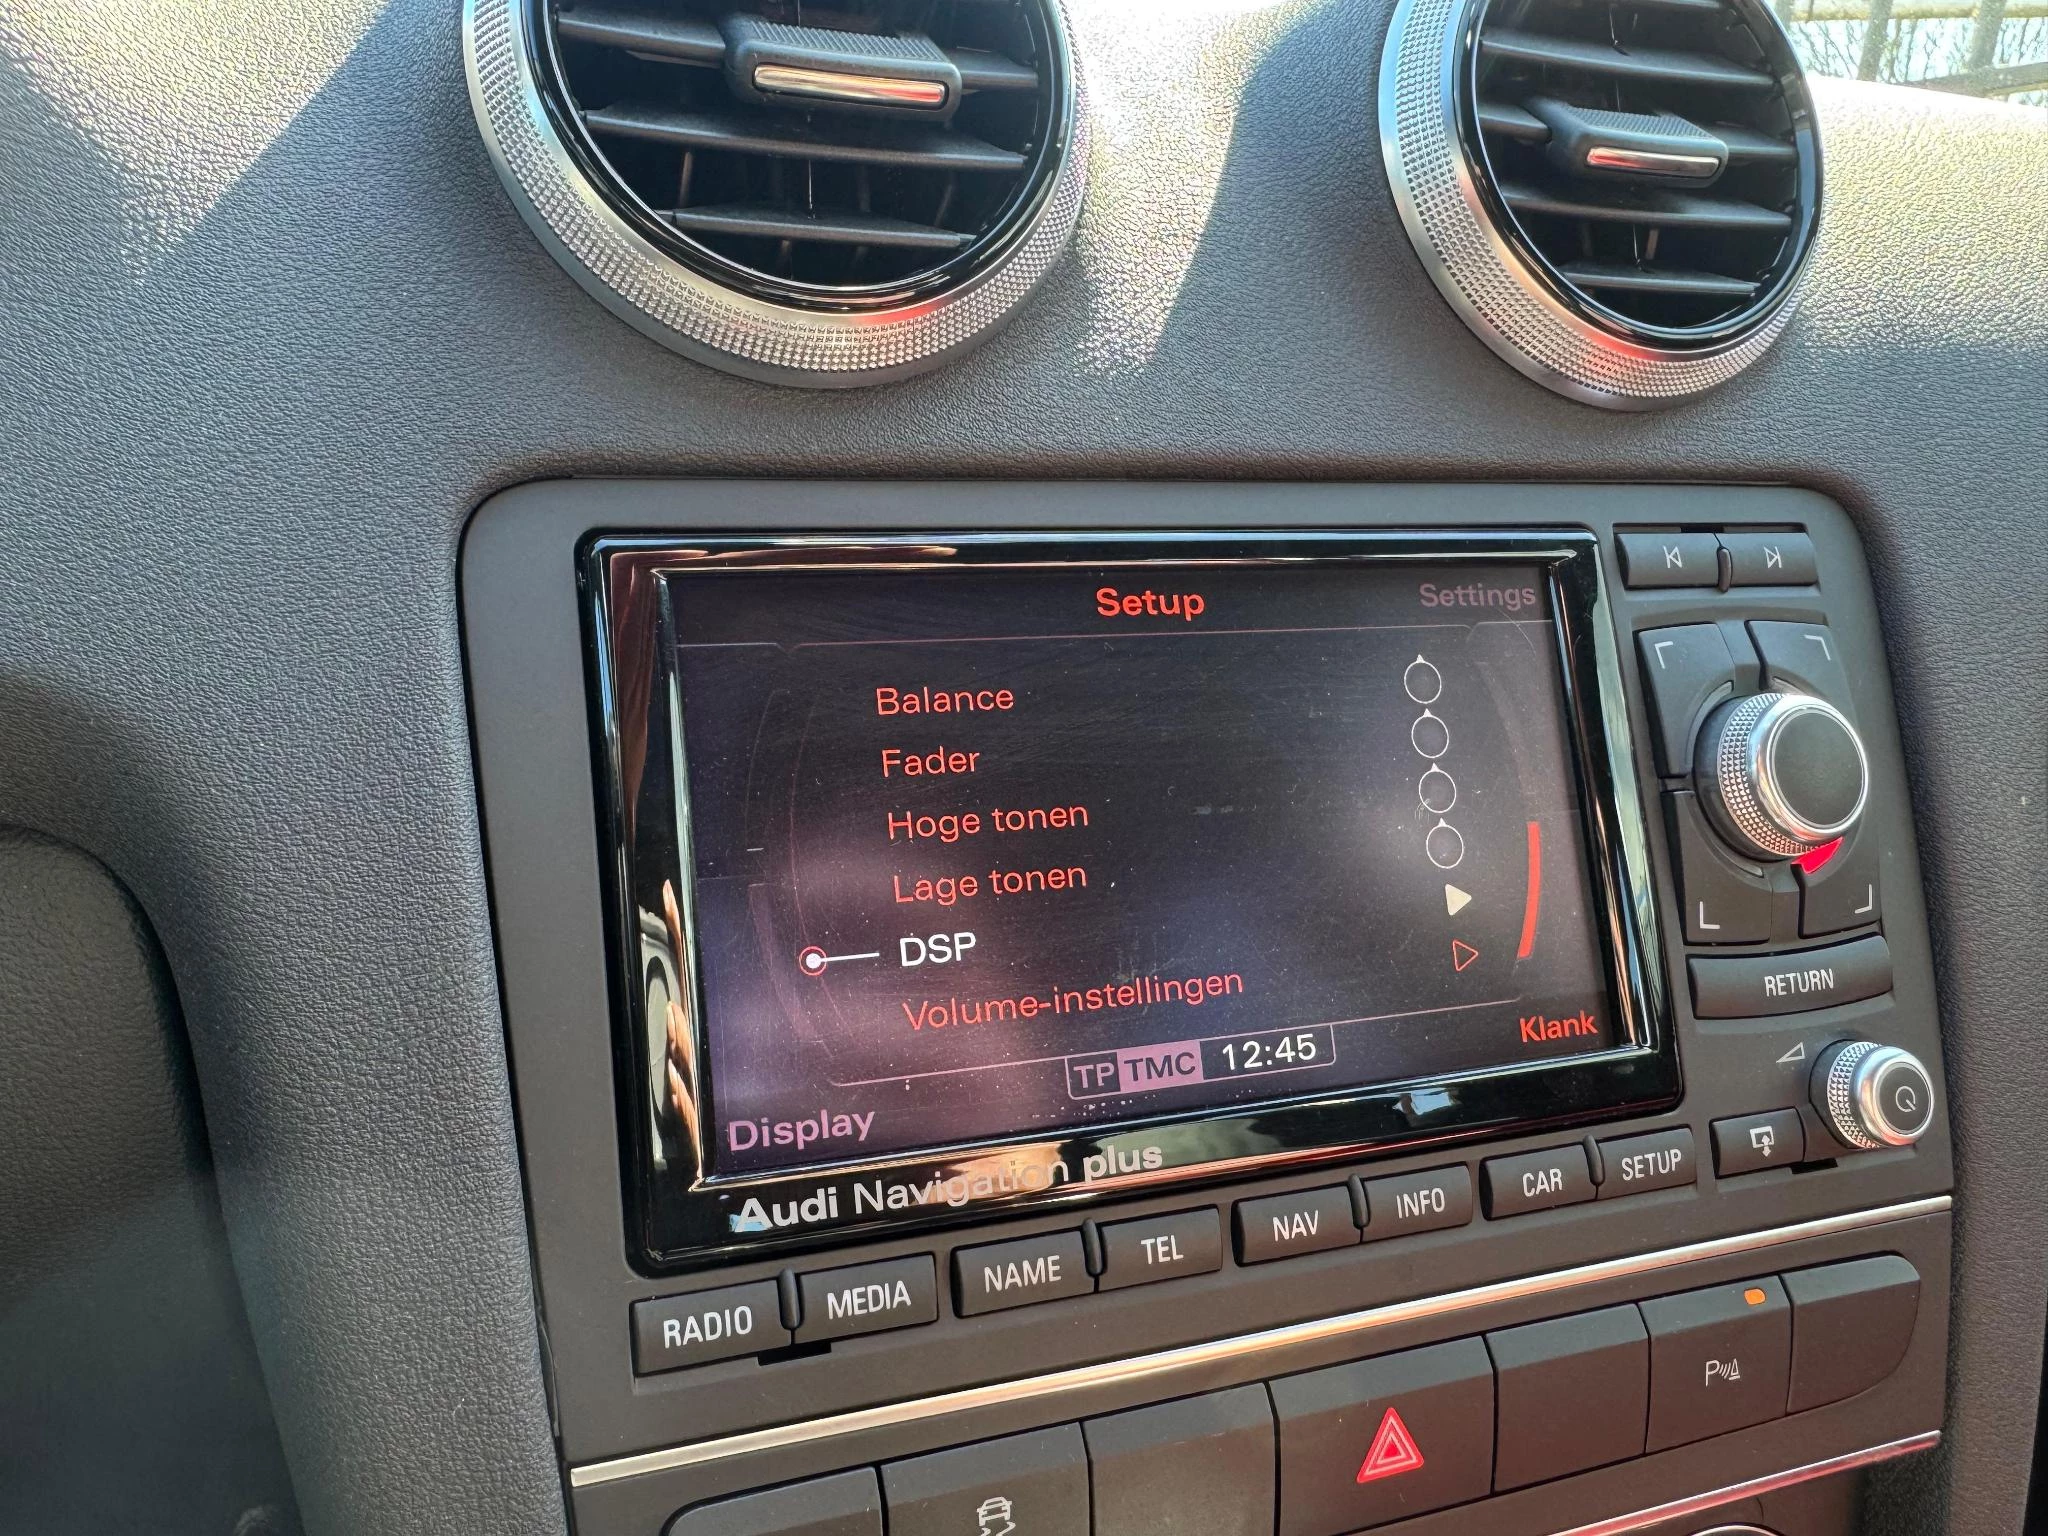 Setup
Settings
Balance
Fader
Hoge tonen
Lage tonen
DSP
Volume-instellingen
Klank
TP TMC 12:45
Display
Audi Navigation plus
RETURN
RADIO
MEDIA
NAME
TEL
NAV
INFO
CAR
SETUP
P